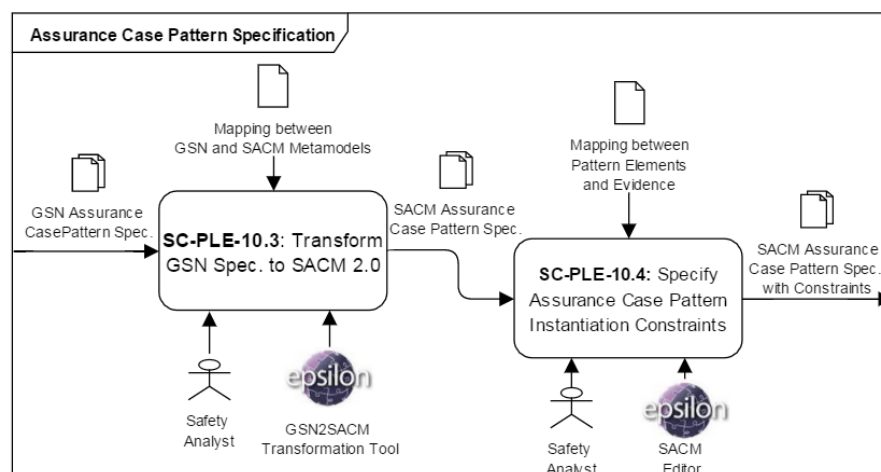 Assurance Case Pattern Specification
Mapping between
GSN and SACM Metamodels
Mapping between
Pattern Elements
and Evidence
GSN Assurance
CasePattern Spec.
SACM Assurance
Case Pattern Spec.
SC-PLE-10.3: Transform
GSN Spec. to SACM 2.0
SC-PLE-10.4: Specify
Assurance Case Pattern
Instantiation Constraints
SACM Assurance
Case Pattern Spec.
with Constraints
epsilon
Safety
Analyst
GSN2SACM
Transformation Tool
epsilon
Safety
Analyst
SACM
Editor